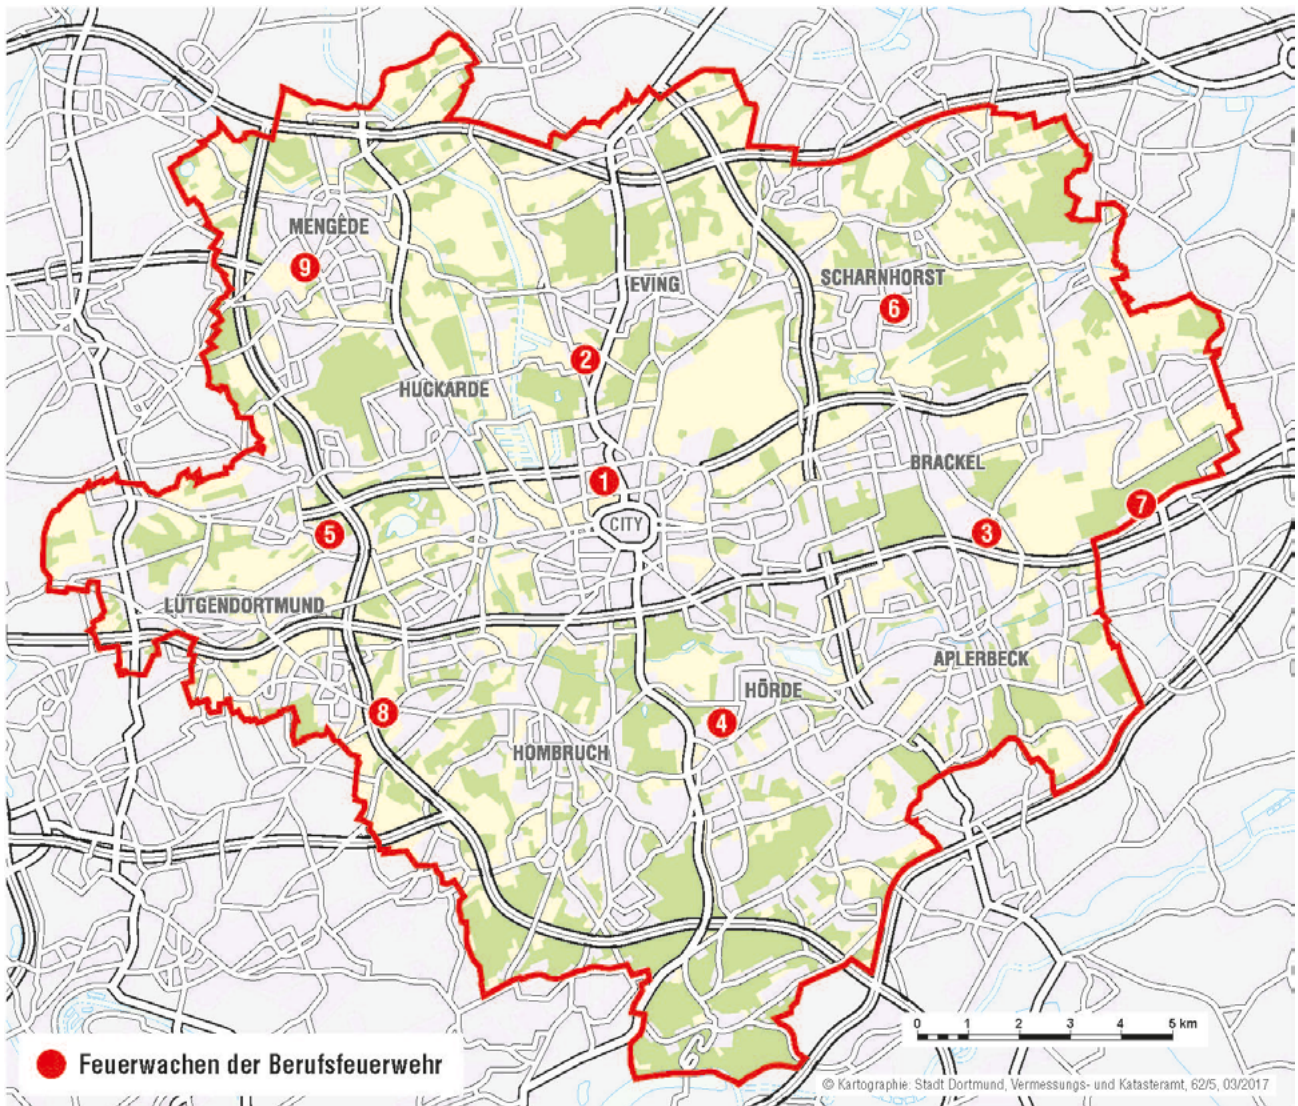 MENGEDE
9
EVING
SCHARNHORST
6
2
HUCKARDE
1
BRACKEL
7
CITY
5
3
LÜTGENDORTMUND
APLERBECK
HÖRDE
8
4
HOMBRUCH
0 1 2 3 4 5 km
Feuerwachen der Berufsfeuerwehr
© Kartographie: Stadt Dortmund, Vermessungs- und Katasteramt, 62/5, 03/2017